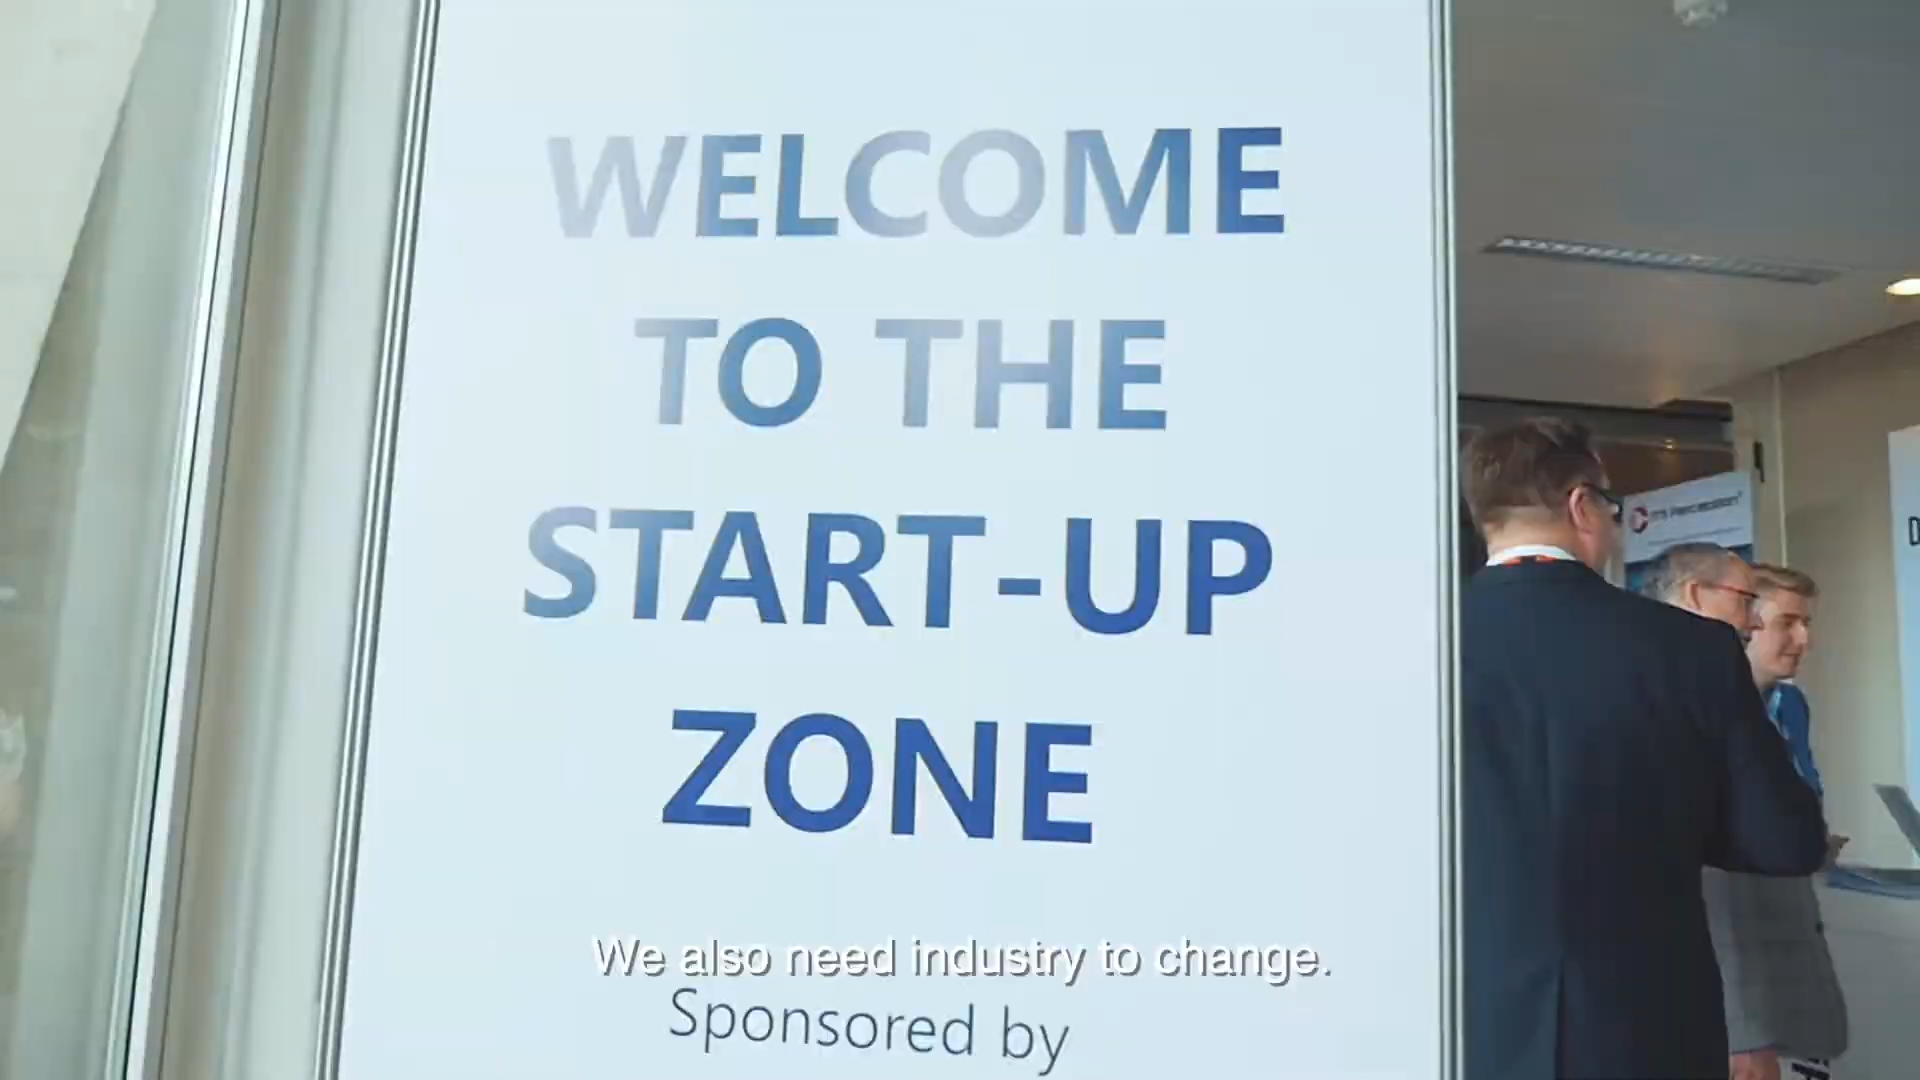 WELCOME
TO THE
START-UP
ZONE
We also need industry to change.
Sponsored by